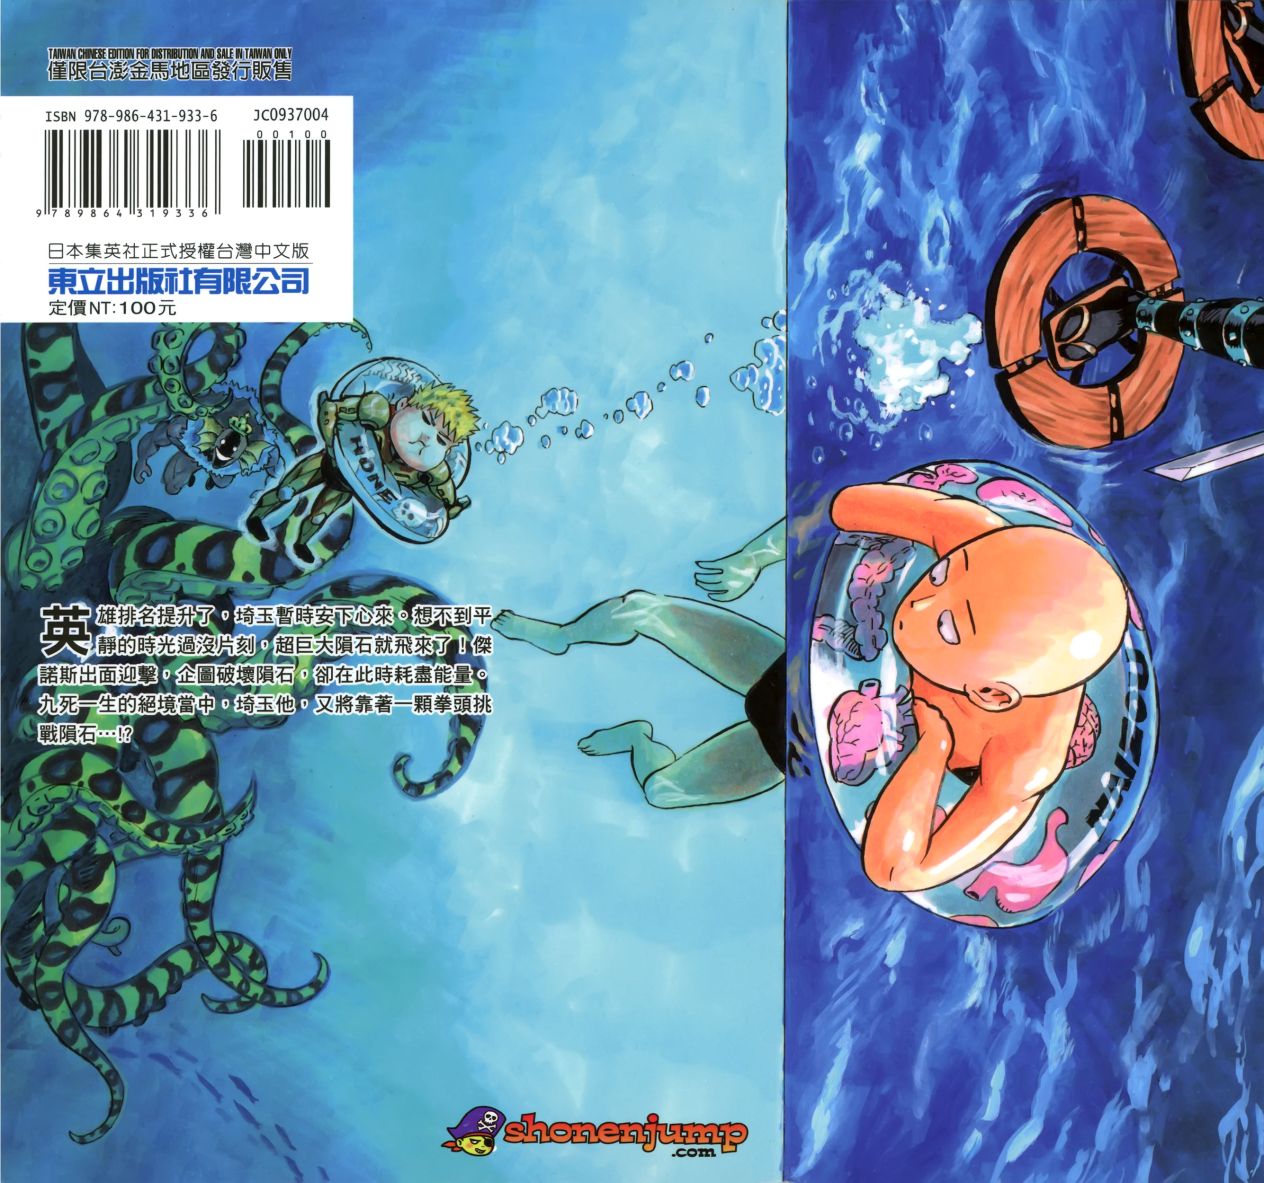 TAIWAN CHINESE EDITION FOR DISTRIBUTION AND SALE IN TAIWAN ONLY
僅限台澎金馬地區發行販售
ISBN 978-986-431-933-6
JC0937004
00100
9 789864 319336
日本集英社正式授權台灣中文版
東立出版社有限公司
定價NT:100元
HONE
英雄排名提升了，埼玉暫時安下心來。想不到平
靜的時光過沒片刻，超巨大隕石就飛來了！傑
諾斯出面迎擊，企圖破壞隕石，卻在此時耗盡能量。
九死一生的絕境當中，埼玉他，又將靠著一顆拳頭挑
戰隕石…!?
NAIZOU
shonenjump
.com